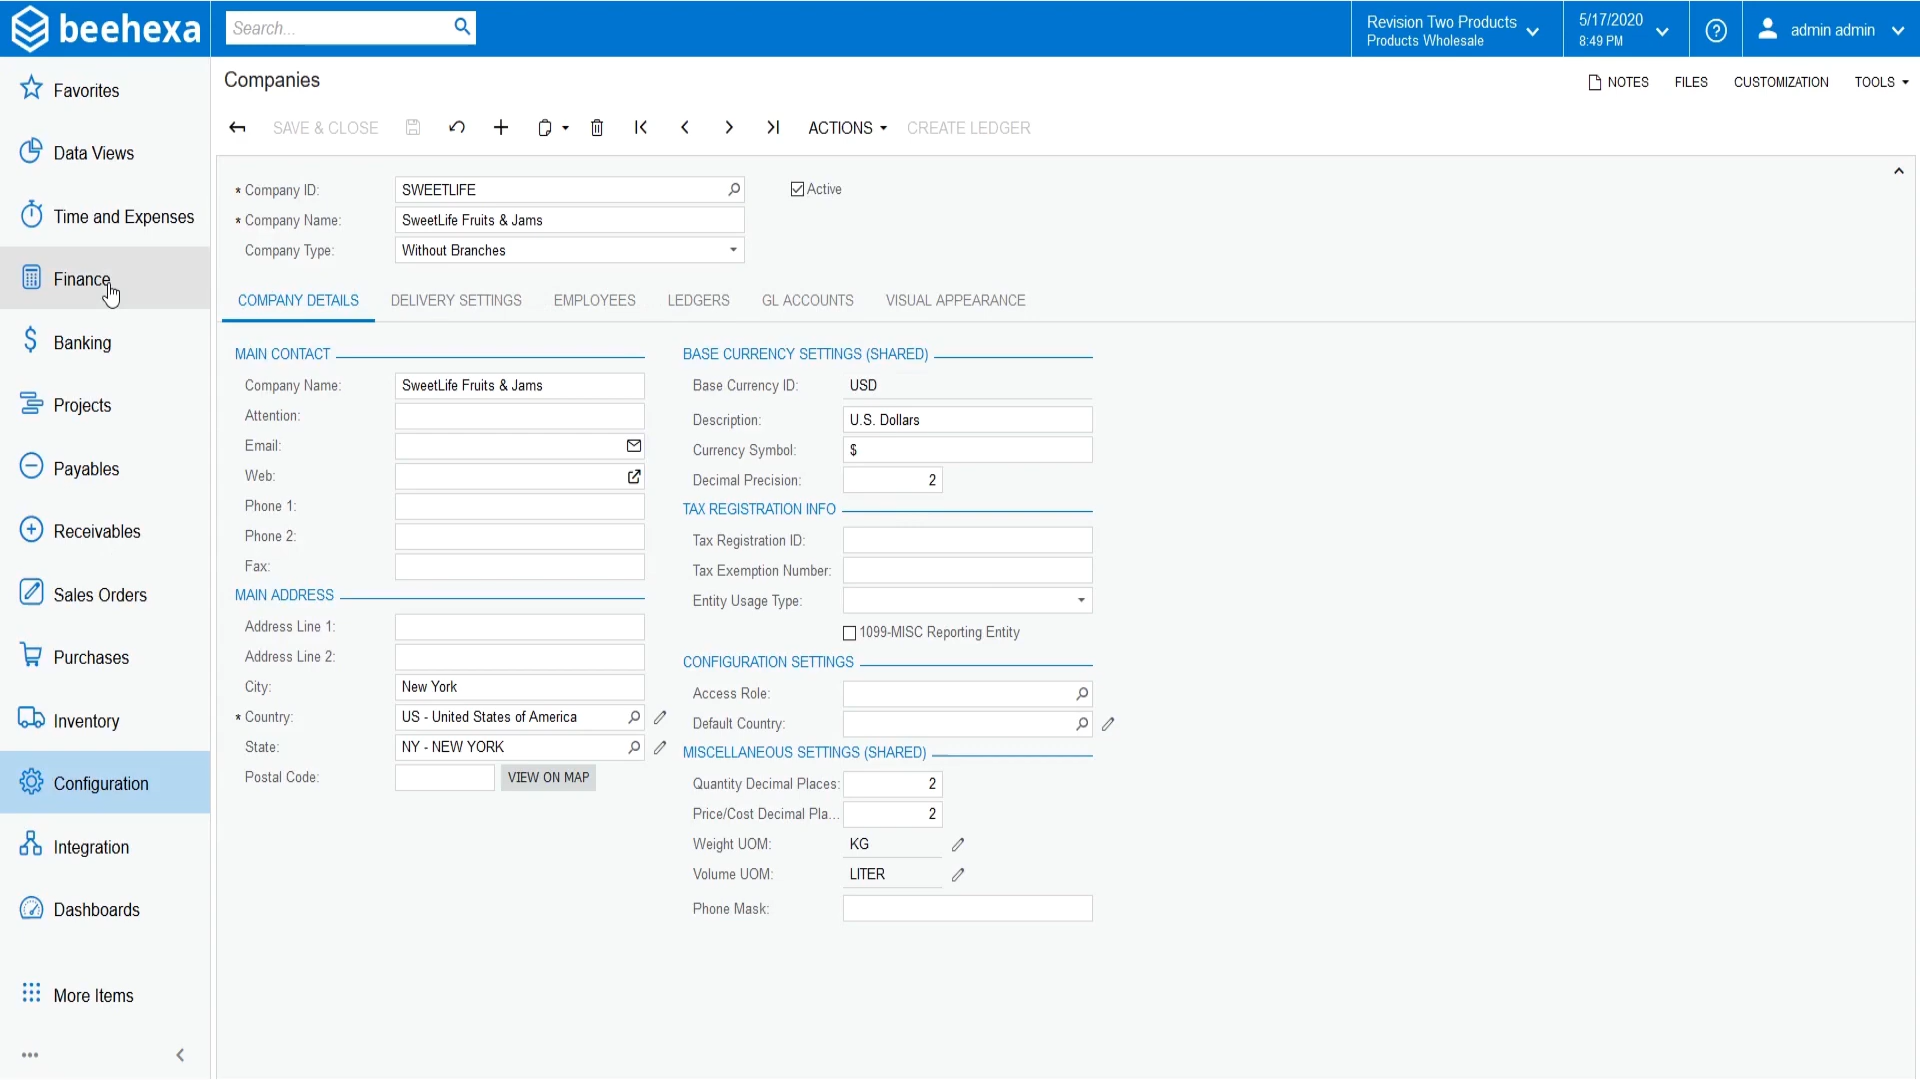 beehexa
Search...
Revision Two Products
Products Wholesale
5/17/2020
8:49 PM
admin admin
Favorites
Data Views
Time and Expenses
Finance
Banking
Projects
Payables
Receivables
Sales Orders
Purchases
Inventory
Configuration
Integration
Dashboards
More Items
Companies
NOTES
FILES
CUSTOMIZATION
TOOLS
SAVE & CLOSE
ACTIONS
CREATE LEDGER
* Company ID: SWEETLIFE
Active
* Company Name: SweetLife Fruits & Jams
Company Type: Without Branches
COMPANY DETAILS
DELIVERY SETTINGS
EMPLOYEES
LEDGERS
GL ACCOUNTS
VISUAL APPEARANCE
MAIN CONTACT
Company Name: SweetLife Fruits & Jams
Attention:
Email:
Web:
Phone 1:
Phone 2:
Fax:
MAIN ADDRESS
Address Line 1:
Address Line 2:
City: New York
* Country: US - United States of America
State: NY - NEW YORK
Postal Code:
VIEW ON MAP
BASE CURRENCY SETTINGS (SHARED)
Base Currency ID: USD
Description: U.S. Dollars
Currency Symbol: $
Decimal Precision: 2
TAX REGISTRATION INFO
Tax Registration ID:
Tax Exemption Number:
Entity Usage Type:
1099-MISC Reporting Entity
CONFIGURATION SETTINGS
Access Role:
Default Country:
MISCELLANEOUS SETTINGS (SHARED)
Quantity Decimal Places: 2
Price/Cost Decimal Pla... 2
Weight UOM: KG
Volume UOM: LITER
Phone Mask: